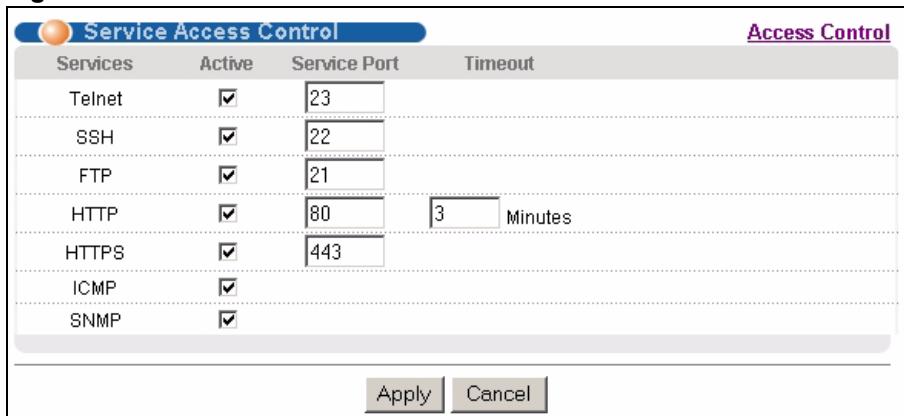 Service Access Control Access Control
Services Active Service Port Timeout
Telnet 23
SSH 22
FTP 21
HTTP 80 3 Minutes
HTTPS 443
ICMP
SNMP
Apply Cancel